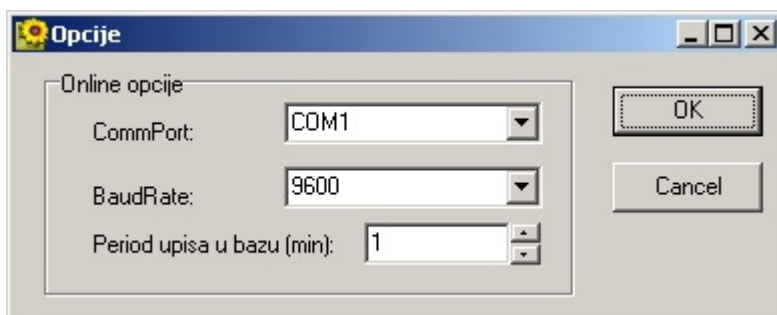 Opcije
Online opcije
CommPort: COM1
OK
BaudRate: 9600
Cancel
Period upisa u bazu (min): 1